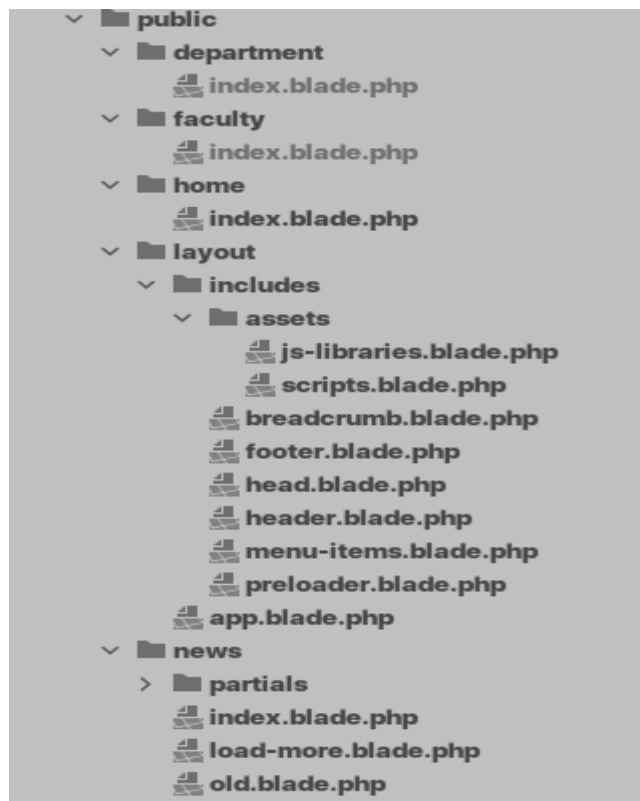 public
department
index.blade.php
faculty
index.blade.php
home
index.blade.php
layout
includes
assets
js-libraries.blade.php
scripts.blade.php
breadcrumb.blade.php
footer.blade.php
head.blade.php
header.blade.php
menu-items.blade.php
preloader.blade.php
app.blade.php
news
partials
index.blade.php
load-more.blade.php
old.blade.php